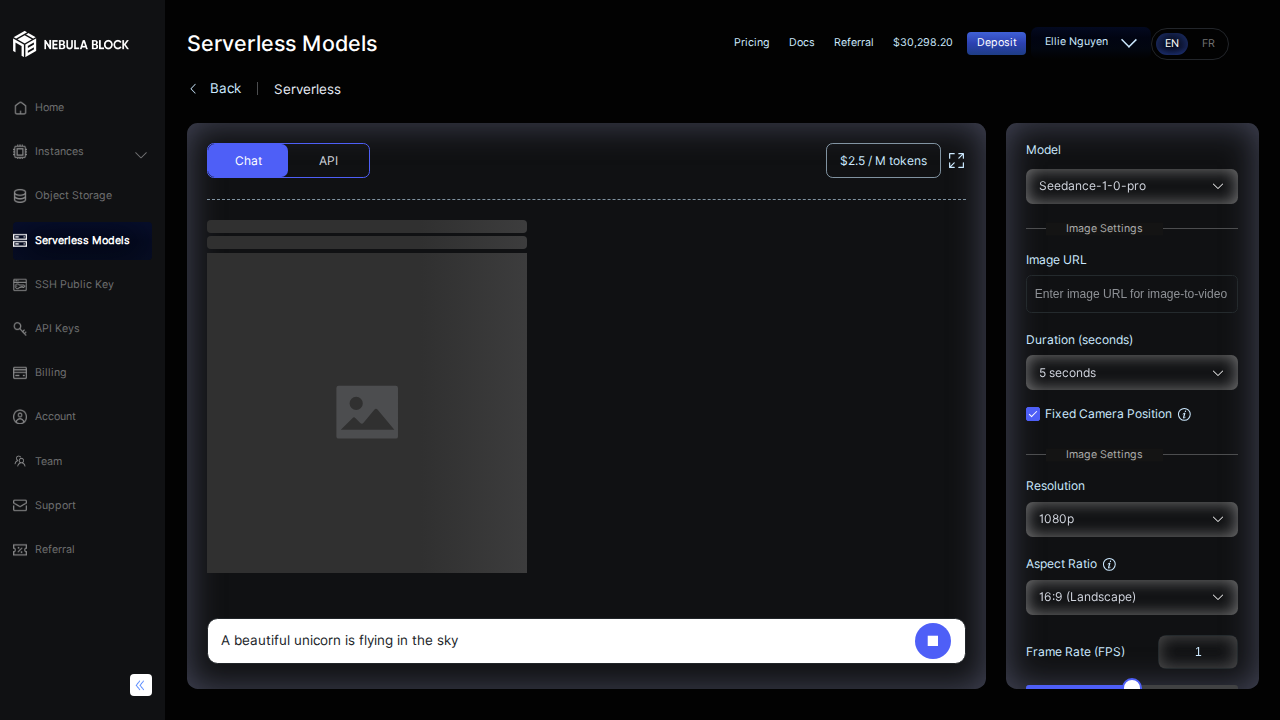 NEBULA BLOCK
Home
Instances
Object Storage
Serverless Models
SSH Public Key
API Keys
Billing
Account
Team
Support
Referral
Serverless Models
Pricing Docs Referral $30,298.20 Deposit Ellie Nguyen EN FR
Back Serverless
Chat API $2.5 / M tokens
A beautiful unicorn is flying in the sky
Model
Seedance-1-0-pro
Image Settings
Image URL
Enter image URL for image-to-video
Duration (seconds)
5 seconds
Fixed Camera Position
Image Settings
Resolution
1080p
Aspect Ratio
16:9 (Landscape)
Frame Rate (FPS) 1